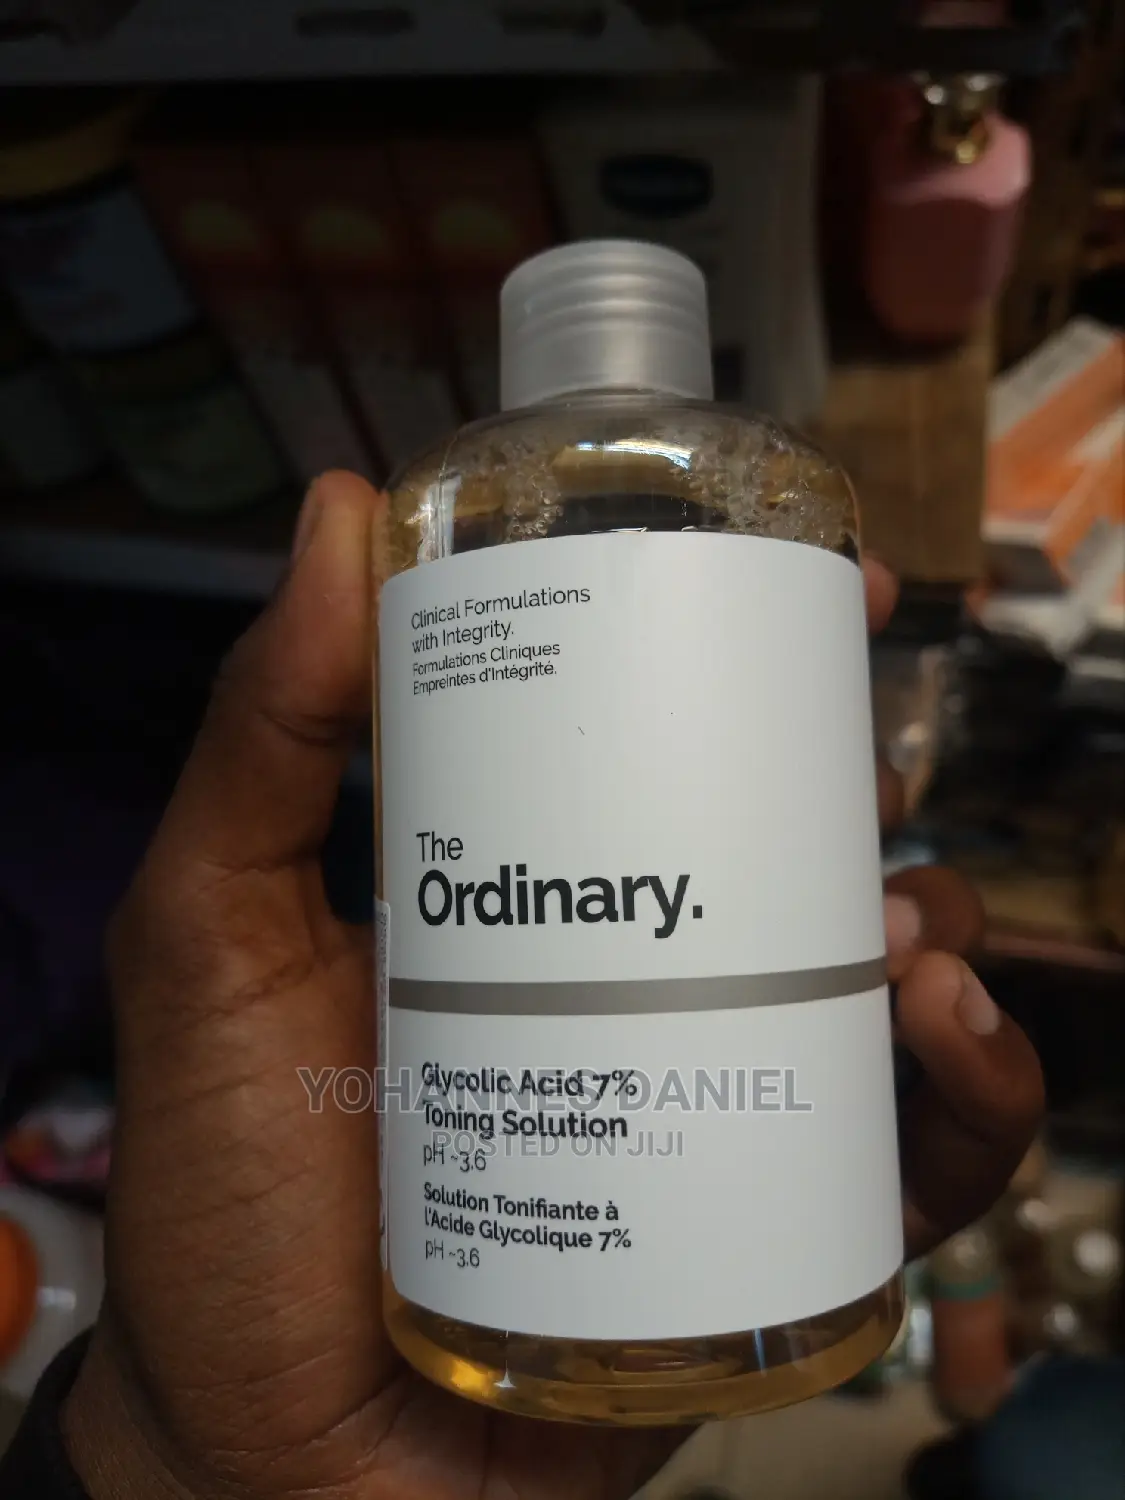 Clinical Formulations
with Integrity.
Formulations Cliniques
Empreintes d'Intégrité.
The
Ordinary.
Glycolic Acid 7%
YOHANNES DANIEL
Toning Solution
POSTED ON JIJI
pH ~3.6
Solution Tonifiante à
l'Acide Glycolique 7%
pH ~3.6